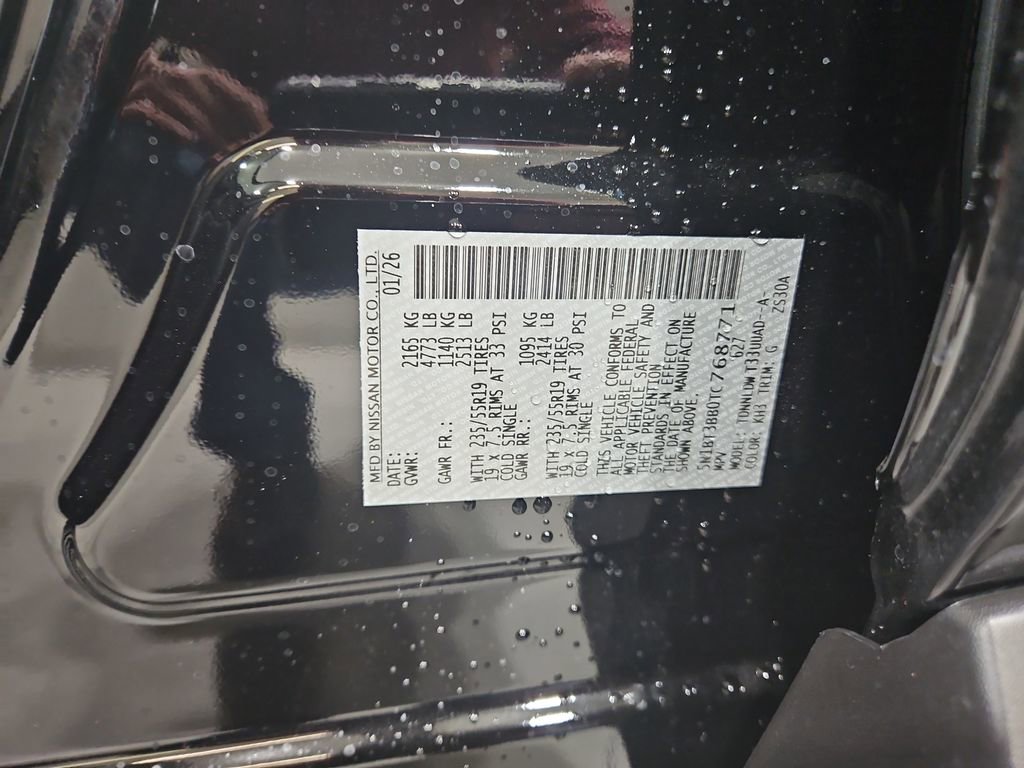 MFD BY NISSAN MOTOR CO., LTD.
DATE: 01/26
GVWR: 2165 KG
4773 LB
GAWR FR.: 1140 KG
2513 LB
WITH 235/55R19 TIRES
19 X 7.5 RIMS AT 33 PSI
COLD SINGLE
GAWR RR.: 1095 KG
2414 LB
WITH 235/55R19 TIRES
19 X 7.5 RIMS AT 30 PSI
COLD SINGLE
THIS VEHICLE CONFORMS TO
ALL APPLICABLE FEDERAL
MOTOR VEHICLE SAFETY AND
THEFT PREVENTION
STANDARDS IN EFFECT ON
THE DATE OF MANUFACTURE
SHOWN ABOVE.
5N1BT3BB0TC768771
MPV 627
MODEL: TDNNLDW T33UUAD--A-
COLOR: KH3 TRIM: G ZS30A